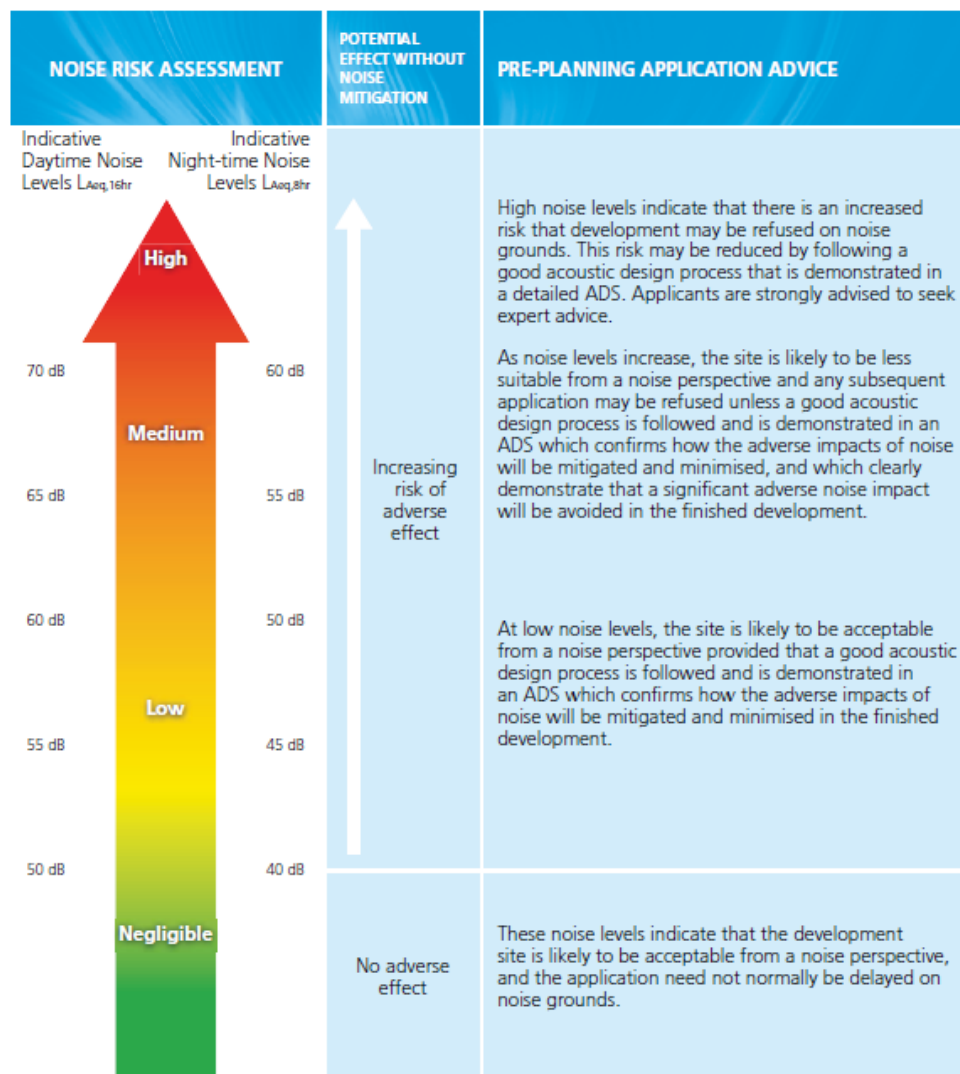 NOISE RISK ASSESSMENT
POTENTIAL
EFFECT WITHOUT
NOISE
MITIGATION
PRE-PLANNING APPLICATION ADVICE
Indicative
Daytime Noise
Levels LAeq,16hr
Indicative
Night-time Noise
Levels LAeq,8hr
High
70 dB
60 dB
Medium
65 dB
55 dB
60 dB
50 dB
Low
55 dB
45 dB
50 dB
40 dB
Negligible
Increasing
risk of
adverse
effect
No adverse
effect
High noise levels indicate that there is an increased
risk that development may be refused on noise
grounds. This risk may be reduced by following a
good acoustic design process that is demonstrated in
a detailed ADS. Applicants are strongly advised to seek
expert advice.
As noise levels increase, the site is likely to be less
suitable from a noise perspective and any subsequent
application may be refused unless a good acoustic
design process is followed and is demonstrated in an
ADS which confirms how the adverse impacts of noise
will be mitigated and minimised, and which clearly
demonstrate that a significant adverse noise impact
will be avoided in the finished development.
At low noise levels, the site is likely to be acceptable
from a noise perspective provided that a good acoustic
design process is followed and is demonstrated in
an ADS which confirms how the adverse impacts of
noise will be mitigated and minimised in the finished
development.
These noise levels indicate that the development
site is likely to be acceptable from a noise perspective,
and the application need not normally be delayed on
noise grounds.